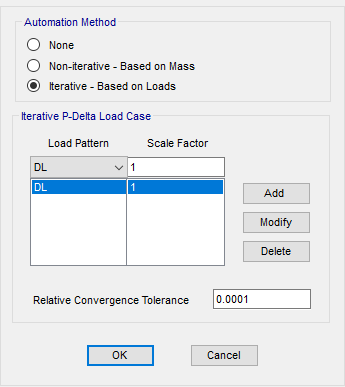 Automation Method
None
Non-iterative - Based on Mass
Iterative - Based on Loads
Iterative P-Delta Load Case
Load Pattern Scale Factor
DL 1
DL 1
Add
Modify
Delete
Relative Convergence Tolerance 0.0001
OK Cancel